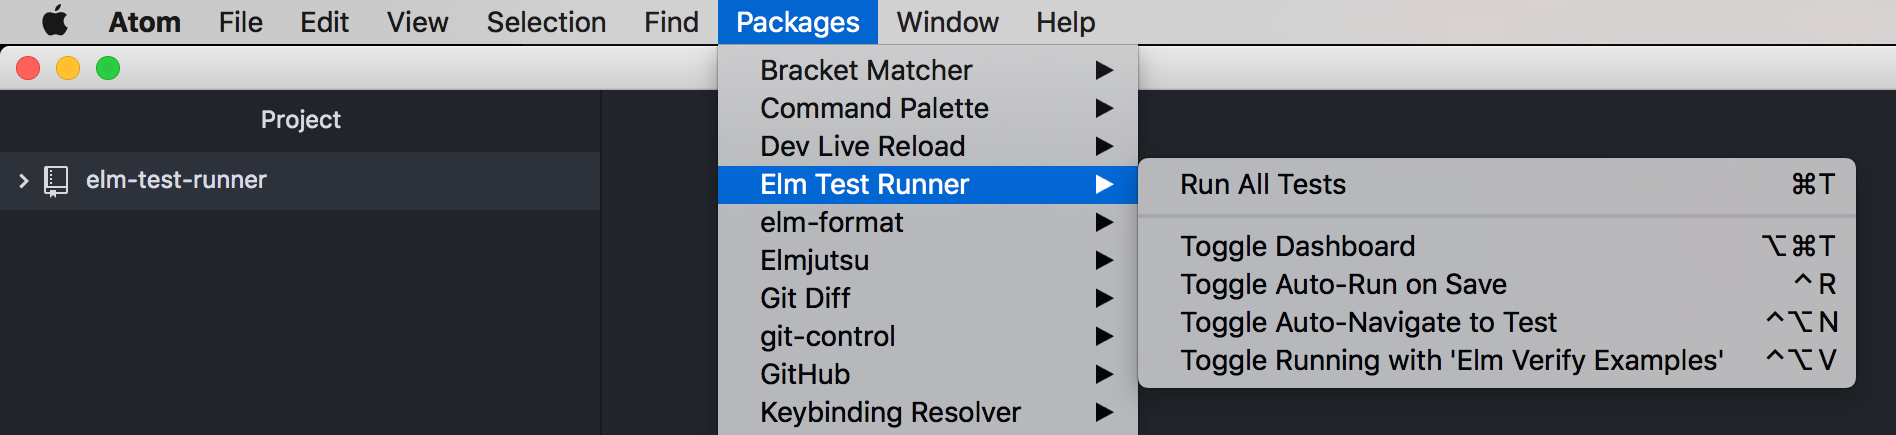 Atom File Edit View Selection Find Packages Window Help
Project
elm-test-runner
Bracket Matcher ▶
Command Palette ▶
Dev Live Reload ▶
Elm Test Runner ▶
elm-format ▶
Elmjutsu ▶
Git Diff ▶
git-control ▶
GitHub ▶
Keybinding Resolver ▶
Run All Tests ⌘T
Toggle Dashboard ⌥⌘T
Toggle Auto-Run on Save ^R
Toggle Auto-Navigate to Test ^⌥N
Toggle Running with 'Elm Verify Examples' ^⌥V